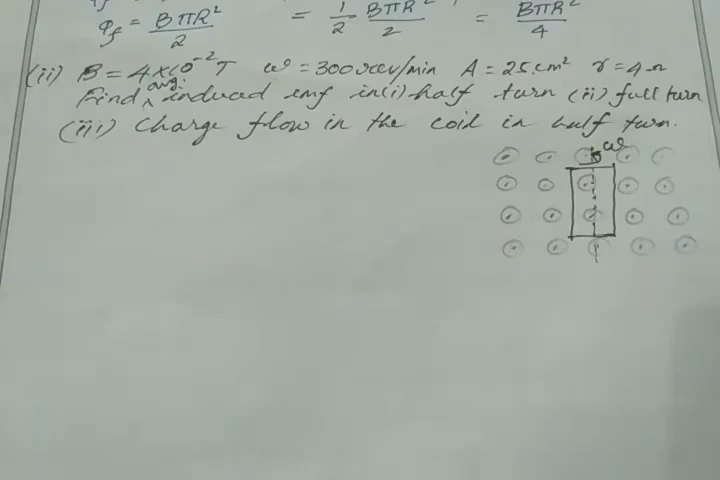 φf = BπR²/2 = 1/2 BπR²/2 = BπR²/4
(ii) B = 4×10⁻²T ω = 300 rev/min A = 25 cm² r = 4Ω
Find avg. induced emf in (i) half turn (ii) full turn
(iii) Charge flow in the coil in half turn.
ω